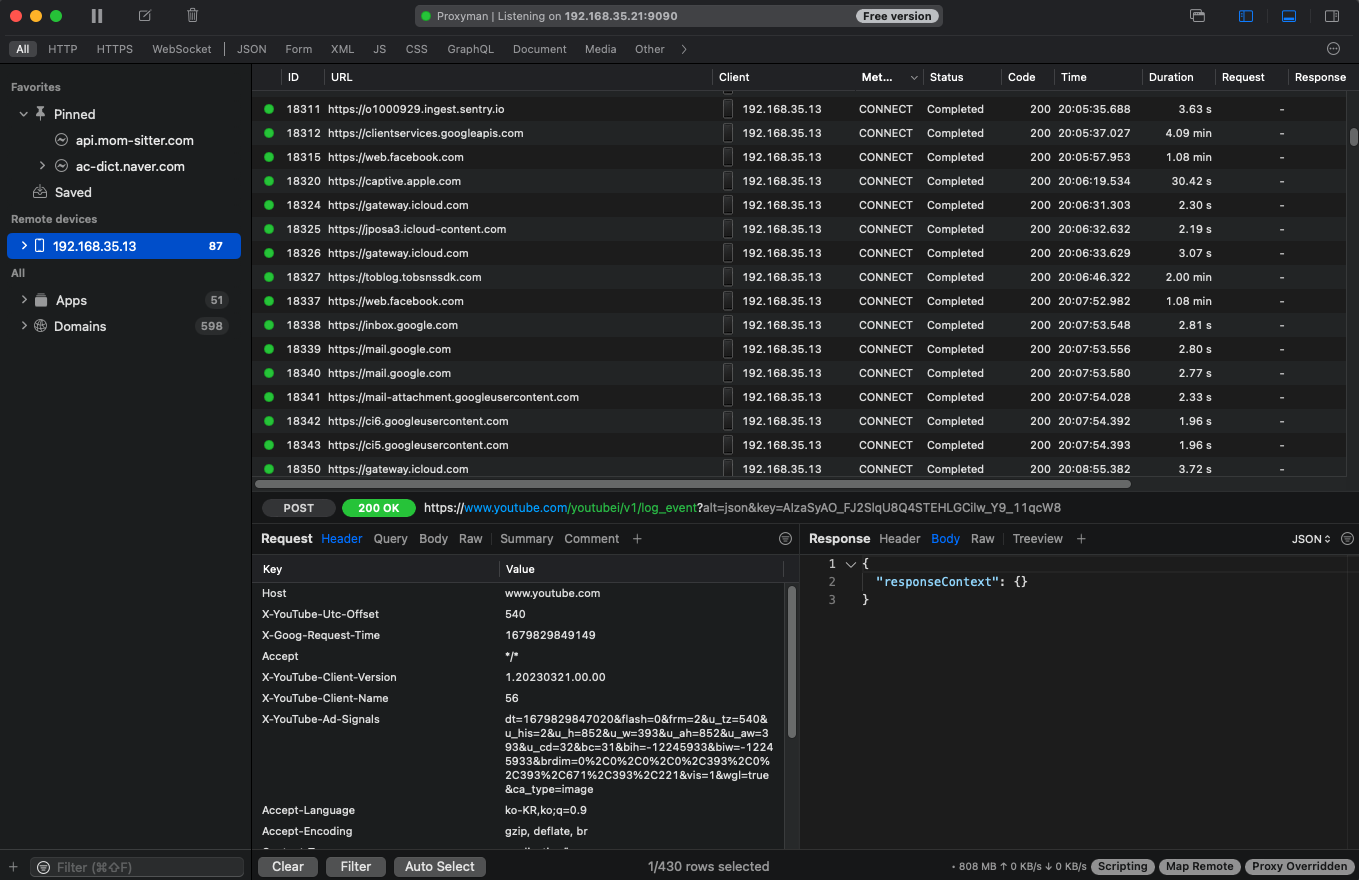 Proxyman | Listening on 192.168.35.21:9090
Free version
All HTTP HTTPS WebSocket JSON Form XML JS CSS GraphQL Document Media Other
Favorites
Pinned
api.mom-sitter.com
ac-dict.naver.com
Saved
Remote devices
192.168.35.13 87
All
Apps 51
Domains 598
ID URL Client Met... Status Code Time Duration Request Response
18311 https://o1000929.ingest.sentry.io 192.168.35.13 CONNECT Completed 200 20:05:35.688 3.63 s -
18312 https://clientservices.googleapis.com 192.168.35.13 CONNECT Completed 200 20:05:37.027 4.09 min -
18315 https://web.facebook.com 192.168.35.13 CONNECT Completed 200 20:05:57.953 1.08 min -
18320 https://captive.apple.com 192.168.35.13 CONNECT Completed 200 20:06:19.534 30.42 s -
18324 https://gateway.icloud.com 192.168.35.13 CONNECT Completed 200 20:06:31.303 2.30 s -
18325 https://jposa3.icloud-content.com 192.168.35.13 CONNECT Completed 200 20:06:32.632 2.19 s -
18326 https://gateway.icloud.com 192.168.35.13 CONNECT Completed 200 20:06:33.629 3.07 s -
18327 https://toblog.tobsnssdk.com 192.168.35.13 CONNECT Completed 200 20:06:46.322 2.00 min -
18337 https://web.facebook.com 192.168.35.13 CONNECT Completed 200 20:07:52.982 1.08 min -
18338 https://inbox.google.com 192.168.35.13 CONNECT Completed 200 20:07:53.548 2.81 s -
18339 https://mail.google.com 192.168.35.13 CONNECT Completed 200 20:07:53.556 2.80 s -
18340 https://mail.google.com 192.168.35.13 CONNECT Completed 200 20:07:53.580 2.77 s -
18341 https://mail-attachment.googleusercontent.com 192.168.35.13 CONNECT Completed 200 20:07:54.028 2.33 s -
18342 https://ci6.googleusercontent.com 192.168.35.13 CONNECT Completed 200 20:07:54.392 1.96 s -
18343 https://ci5.googleusercontent.com 192.168.35.13 CONNECT Completed 200 20:07:54.393 1.96 s -
18350 https://gateway.icloud.com 192.168.35.13 CONNECT Completed 200 20:08:55.382 3.72 s -
POST 200 OK https://www.youtube.com/youtubei/v1/log_event?alt=json&key=AIzaSyAO_FJ2SlqU8Q4STEHLGCilw_Y9_11qcW8
Request Header Query Body Raw Summary Comment +
Key Value
Host www.youtube.com
X-YouTube-Utc-Offset 540
X-Goog-Request-Time 1679829849149
Accept */*
X-YouTube-Client-Version 1.20230321.00.00
X-YouTube-Client-Name 56
X-YouTube-Ad-Signals dt=1679829847020&flash=0&frm=2&u_tz=540&
u_his=2&u_h=852&u_w=393&u_ah=852&u_aw=3
93&u_cd=32&bc=31&bih=-12245933&biw=-1224
5933&brdim=0%2C0%2C0%2C0%2C393%2C0%
2C393%2C671%2C393%2C221&vis=1&wgl=true
&ca_type=image
Accept-Language ko-KR,ko;q=0.9
Accept-Encoding gzip, deflate, br
Response Header Body Raw Treeview + JSON
1 {
2 "responseContext": {}
3 }
+ Filter (⌘⇧F)
Clear Filter Auto Select 1/430 rows selected • 808 MB ↑ 0 KB/s ↓ 0 KB/s Scripting Map Remote Proxy Overridden